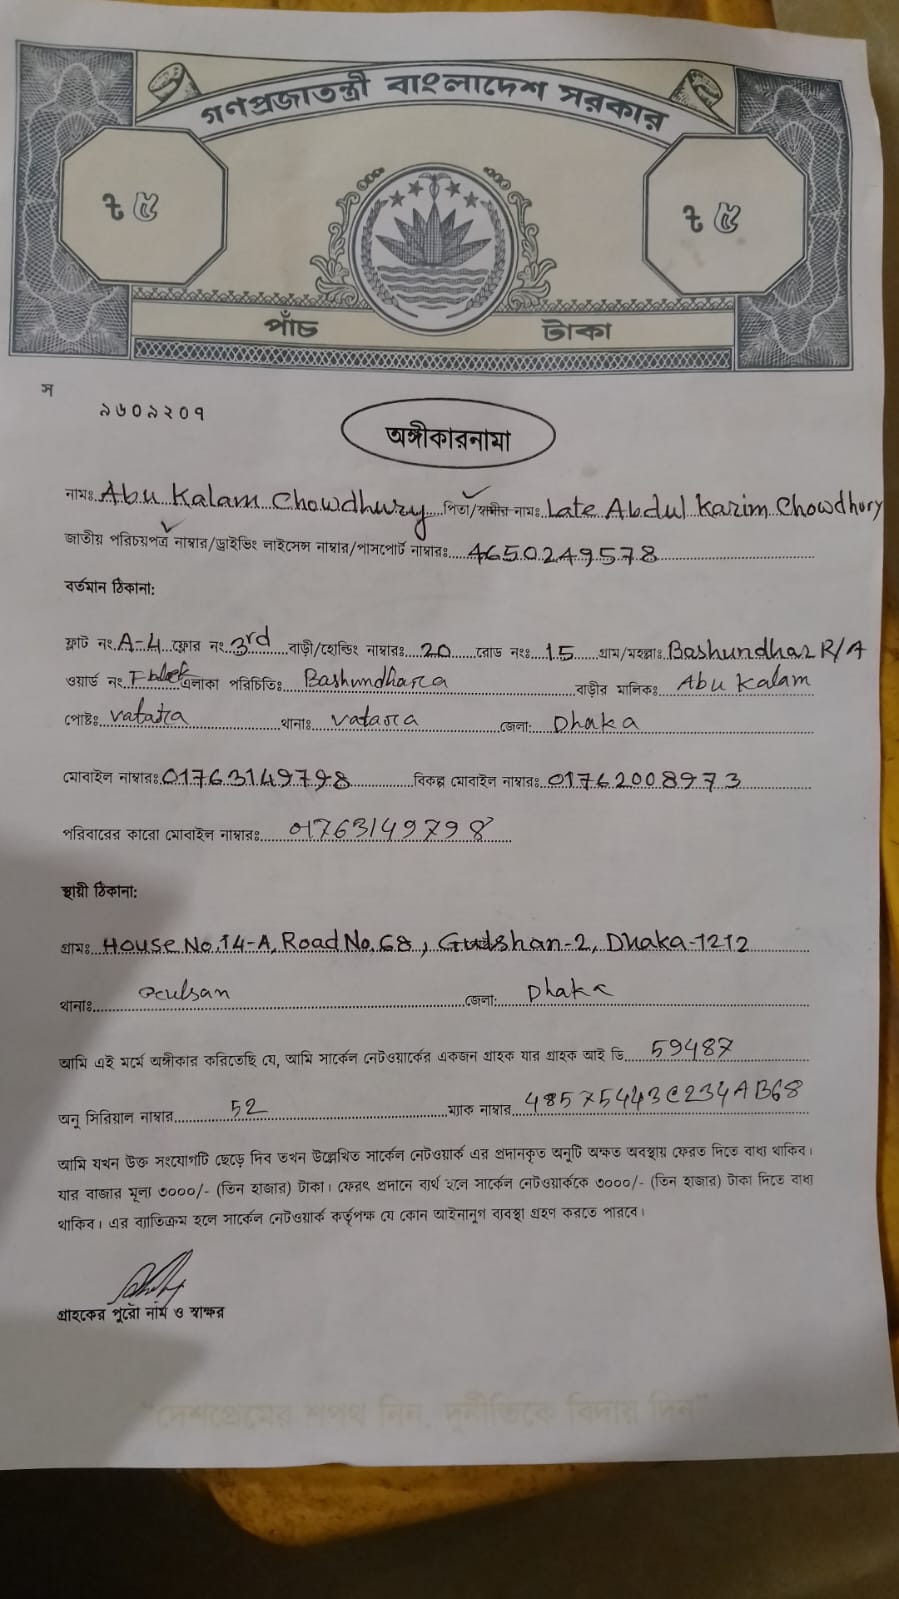 গণপ্রজাতন্ত্রী বাংলাদেশ সরকার
৳ ৫ ৳ ৫
পাঁচ টাকা
স
৯৬০৯২০৭
অঙ্গীকারনামা
নামঃ Abu Kalam Chowdhury পিতা/স্বামীর নামঃ Late Abdul Karim Chowdhury
জাতীয় পরিচয়পত্র নাম্বার/ড্রাইভিং লাইসেন্স নাম্বার/পাসপোর্ট নাম্বারঃ 4650249578
বর্তমান ঠিকানা:
ফ্লাট নং A-4 ফ্লোর নং 3rd বাড়ী/হোল্ডিং নাম্বারঃ 20 রোড নংঃ 15 গ্রাম/মহল্লাঃ Bashundhar R/A
ওয়ার্ড নং F block এলাকা পরিচিতিঃ Bashundhara বাড়ীর মালিকঃ Abu Kalam
পোষ্টঃ vatara থানাঃ vatara জেলা: Dhaka
মোবাইল নাম্বারঃ 01763149798 বিকল্প মোবাইল নাম্বারঃ 01762008973
পরিবারের কারো মোবাইল নাম্বারঃ 01763149798
স্থায়ী ঠিকানা:
গ্রামঃ House No. 14-A, Road No. 68, Gulshan-2, Dhaka-1212
থানাঃ জেলা: Dhaka
আমি এই মর্মে অঙ্গীকার করিতেছি যে, আমি সার্কেল নেটওয়ার্কের একজন গ্রাহক যার গ্রাহক আই ডি 59487
অনু সিরিয়াল নাম্বার 52 ম্যাক নাম্বার 48575443C234AB68
আমি যখন উক্ত সংযোগটি ছেড়ে দিব তখন উল্লেখিত সার্কেল নেটওয়ার্ক এর প্রদানকৃত অনুটি অক্ষত অবস্থায় ফেরত দিতে বাধ্য থাকিব।
যার বাজার মূল্য ৩০০০/- (তিন হাজার) টাকা। ফেরৎ প্রদানে ব্যর্থ হলে সার্কেল নেটওয়ার্ককে ৩০০০/- (তিন হাজার) টাকা দিতে বাধ্য
থাকিব। এর ব্যাতিক্রম হলে সার্কেল নেটওয়ার্ক কর্তৃপক্ষ যে কোন আইনানুগ ব্যবস্থা গ্রহণ করতে পারবে।
গ্রাহকের পুরো নাম ও স্বাক্ষর
"দেশপ্রেমের শপথ নিন, দুর্নীতিকে বিদায় দিন"